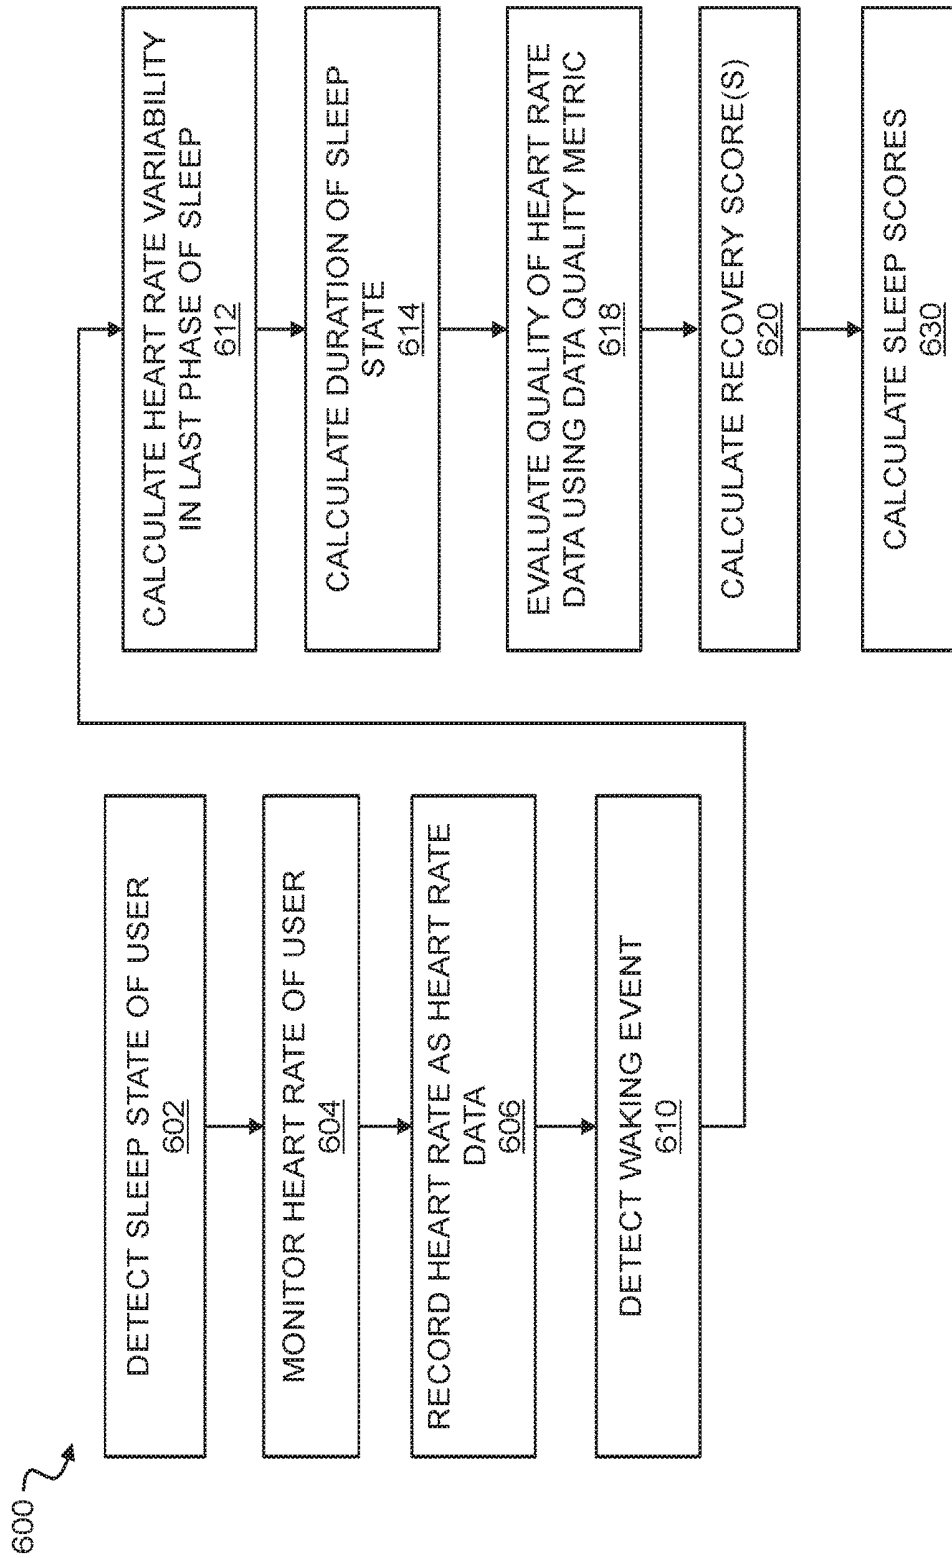 600
DETECT SLEEP STATE OF USER
602
MONITOR HEART RATE OF USER
604
RECORD HEART RATE AS HEART RATE
DATA
606
DETECT WAKING EVENT
610
CALCULATE HEART RATE VARIABILITY
IN LAST PHASE OF SLEEP
612
CALCULATE DURATION OF SLEEP
STATE
614
EVALUATE QUALITY OF HEART RATE
DATA USING DATA QUALITY METRIC
618
CALCULATE RECOVERY SCORE(S)
620
CALCULATE SLEEP SCORES
630